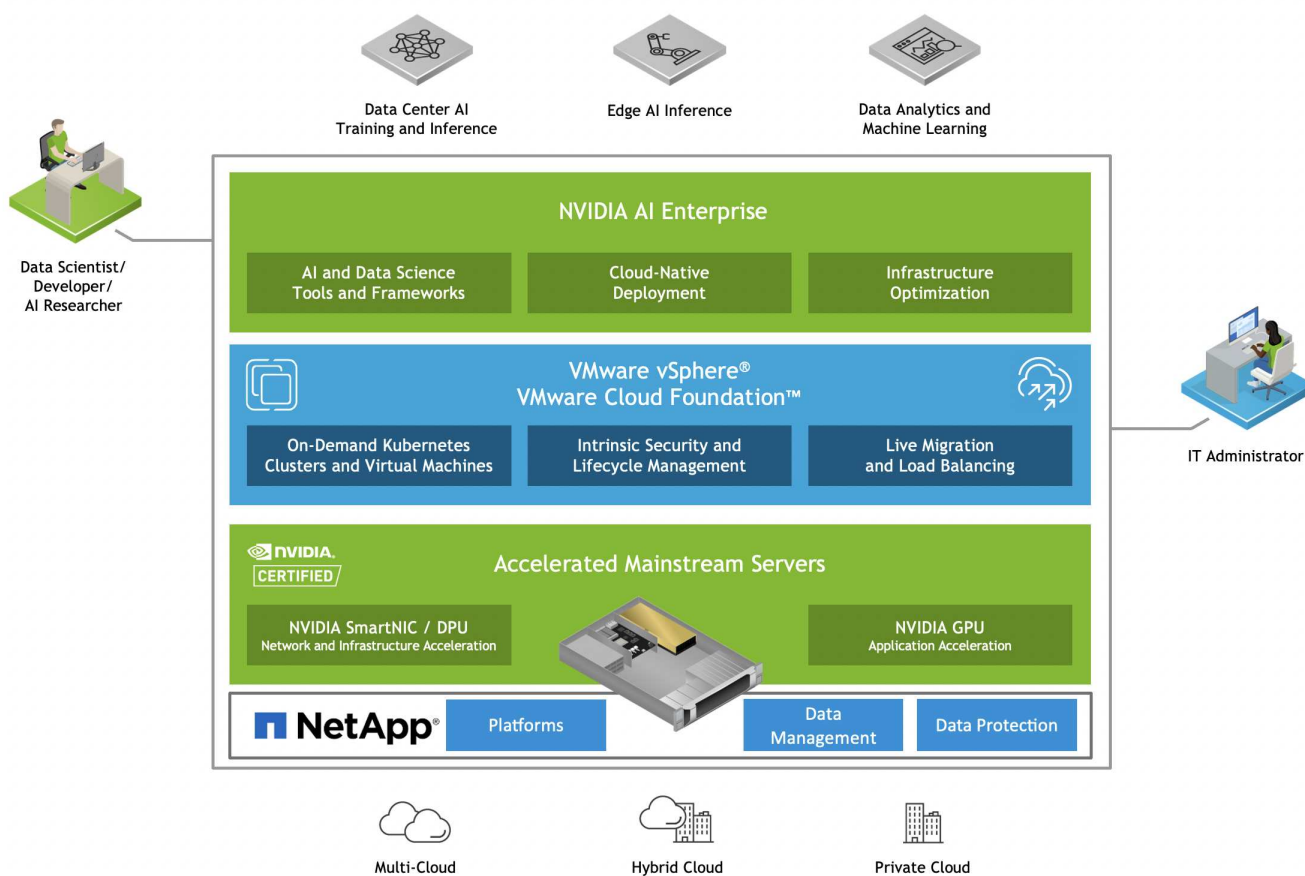 Data Center AI
Training and Inference
Edge AI Inference
Data Analytics and
Machine Learning
Data Scientist/
Developer/
AI Researcher
NVIDIA AI Enterprise
AI and Data Science
Tools and Frameworks
Cloud-Native
Deployment
Infrastructure
Optimization
VMware vSphere®
VMware Cloud Foundation™
On-Demand Kubernetes
Clusters and Virtual Machines
Intrinsic Security and
Lifecycle Management
Live Migration
and Load Balancing
IT Administrator
NVIDIA.
CERTIFIED
Accelerated Mainstream Servers
NVIDIA SmartNIC / DPU
Network and Infrastructure Acceleration
NVIDIA GPU
Application Acceleration
NetApp®
Platforms
Data
Management
Data Protection
Multi-Cloud
Hybrid Cloud
Private Cloud